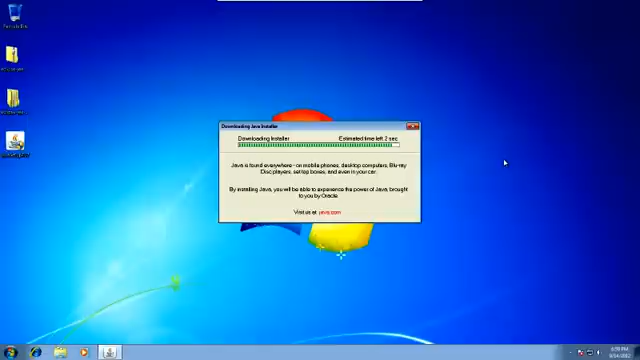 Recycle Bin
Downloading Java Installer
Downloading Installer
Estimated time left 2 sec
Java is found everywhere - on mobile phones, desktop computers, Blu-ray
Disc players, set top boxes, and even in your car.
By installing Java, you will be able to experience the power of Java, brought
to you by Oracle
Visit us at java.com